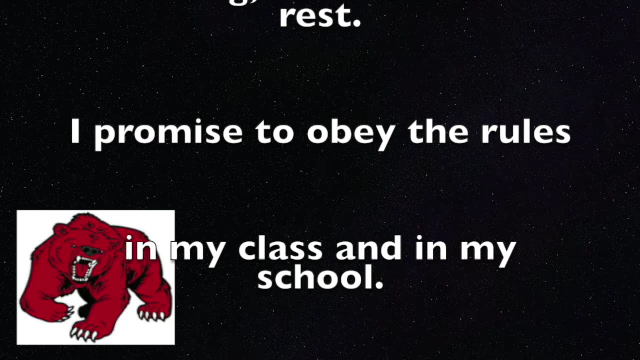 rest.
I promise to obey the rules
in my class and in my
school.